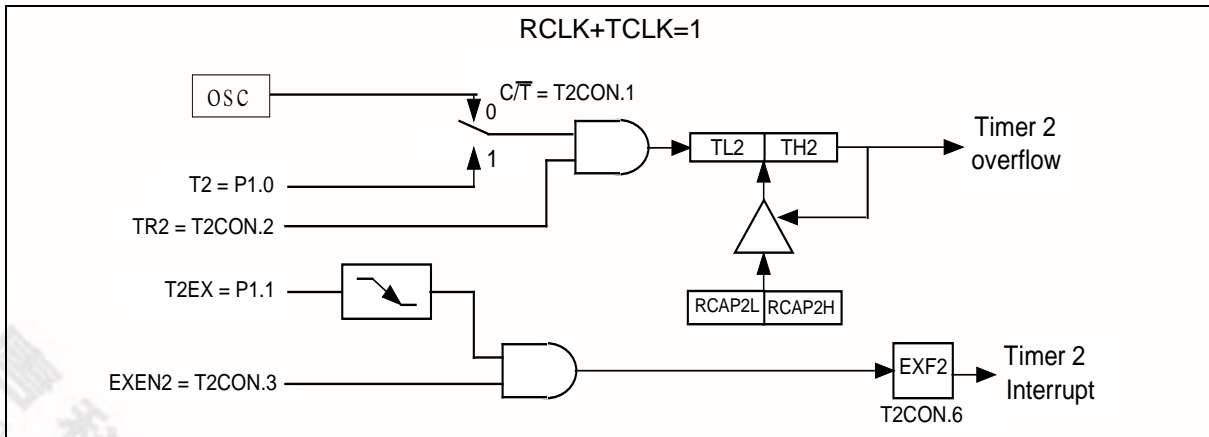 RCLK+TCLK=1
OSC
C/T̅ = T2CON.1
0
1
T2 = P1.0
TR2 = T2CON.2
TL2 TH2
Timer 2
overflow
T2EX = P1.1
RCAP2L RCAP2H
EXEN2 = T2CON.3
EXF2
T2CON.6
Timer 2
Interrupt